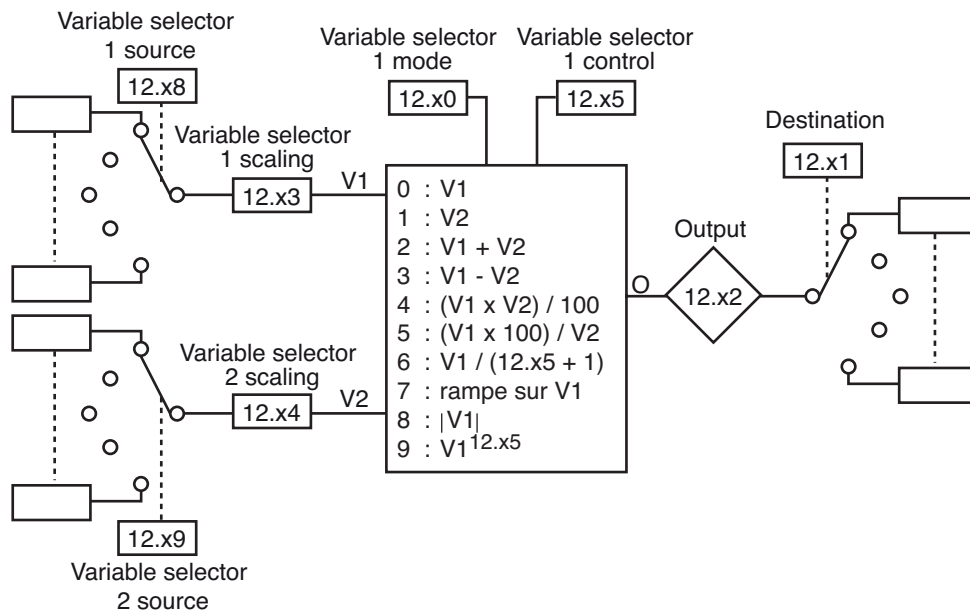 Variable selector
1 source
12.x8
Variable selector
1 scaling
12.x3
V1
Variable selector
1 mode
12.x0
Variable selector
1 control
12.x5
0 : V1
1 : V2
2 : V1 + V2
3 : V1 - V2
4 : (V1 x V2) / 100
5 : (V1 x 100) / V2
6 : V1 / (12.x5 + 1)
7 : rampe sur V1
8 : |V1|
9 : V1^12.x5
O
Output
12.x2
Destination
12.x1
Variable selector
2 scaling
12.x4
V2
12.x9
Variable selector
2 source